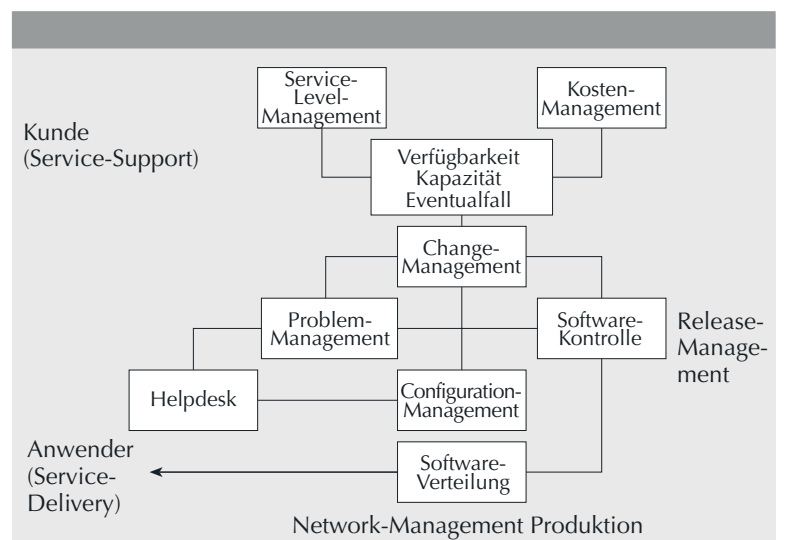 Service-
Level-
Management
Kosten-
Management
Kunde
(Service-Support)
Verfügbarkeit
Kapazität
Eventualfall
Change-
Management
Problem-
Management
Software-
Kontrolle
Release-
Manage-
ment
Helpdesk
Configuration-
Management
Anwender
(Service-
Delivery)
Software-
Verteilung
Network-Management Produktion